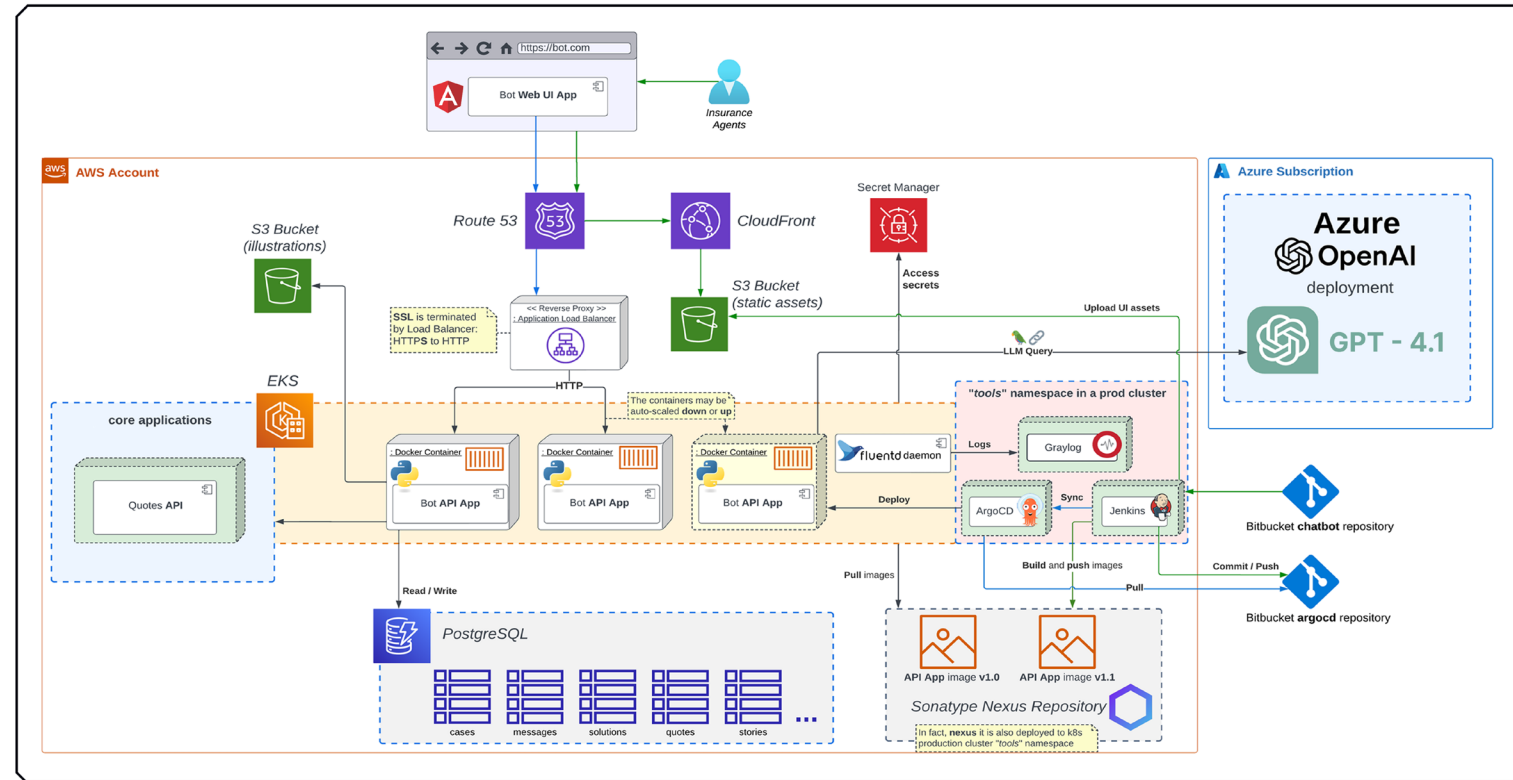 https://bot.com
Bot Web UI App
Insurance
Agents
aws
AWS Account
Azure Subscription
Route 53
53
CloudFront
Secret Manager
S3 Bucket
(illustrations)
S3 Bucket
(static assets)
Access
secrets
Azure
OpenAI
deployment
GPT - 4.1
<< Reverse Proxy >>
: Application Load Balancer
SSL is terminated
by Load Balancer:
HTTPS to HTTP
Upload UI assets
LLM Query
HTTP
EKS
K
The containers may be
auto-scaled down or up
"tools" namespace in a prod cluster
core applications
Quotes API
: Docker Container
Bot API App
: Docker Container
Bot API App
: Docker Container
Bot API App
fluentd daemon
Logs
Graylog
Deploy
ArgoCD
Sync
Jenkins
Bitbucket chatbot repository
Pull images
Build and push images
Commit / Push
Pull
Bitbucket argocd repository
Read / Write
PostgreSQL
cases
messages
solutions
quotes
stories
...
API App image v1.0
API App image v1.1
Sonatype Nexus Repository
In fact, nexus it is also deployed to k8s
production cluster "tools" namespace